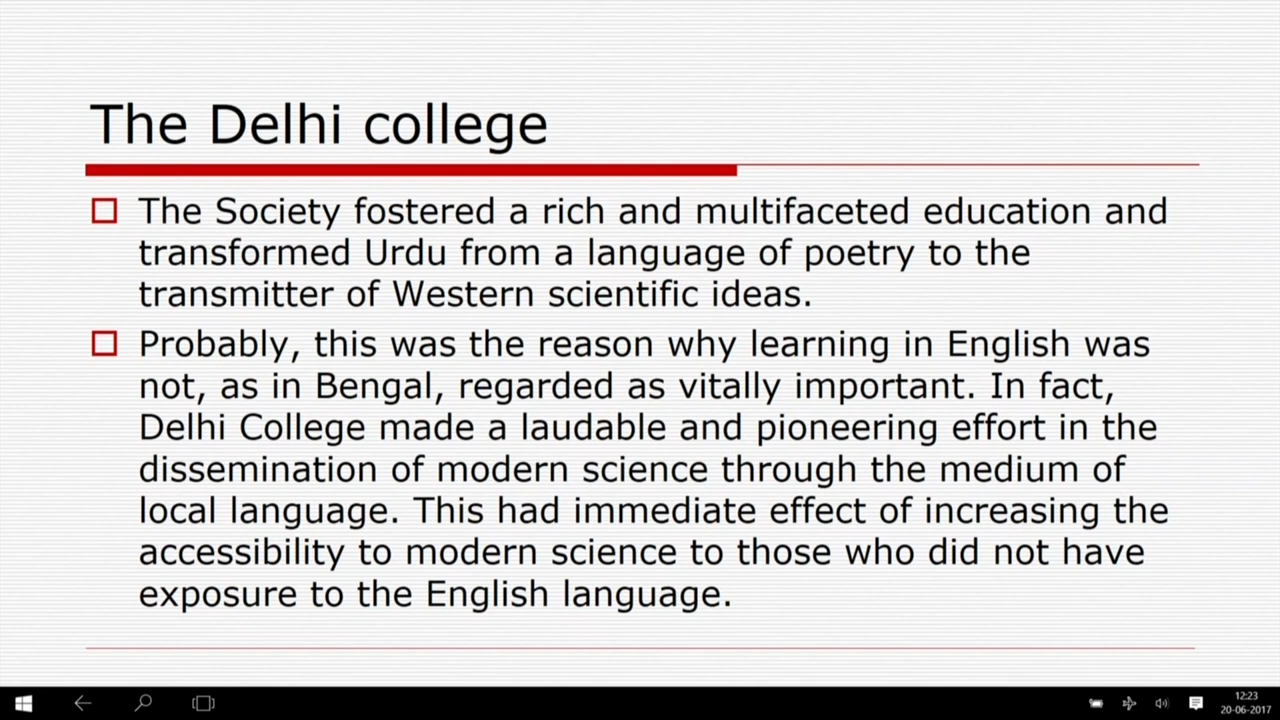 The Delhi college
The Society fostered a rich and multifaceted education and
transformed Urdu from a language of poetry to the
transmitter of Western scientific ideas.
Probably, this was the reason why learning in English was
not, as in Bengal, regarded as vitally important. In fact,
Delhi College made a laudable and pioneering effort in the
dissemination of modern science through the medium of
local language. This had immediate effect of increasing the
accessibility to modern science to those who did not have
exposure to the English language.
12:23
20-06-2017